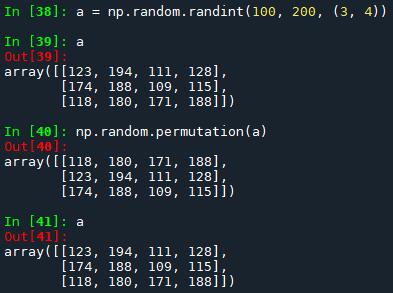 In [38]: a = np.random.randint(100, 200, (3, 4))
In [39]: a
Out[39]:
array([[123, 194, 111, 128],
       [174, 188, 109, 115],
       [118, 180, 171, 188]])
In [40]: np.random.permutation(a)
Out[40]:
array([[118, 180, 171, 188],
       [123, 194, 111, 128],
       [174, 188, 109, 115]])
In [41]: a
Out[41]:
array([[123, 194, 111, 128],
       [174, 188, 109, 115],
       [118, 180, 171, 188]])